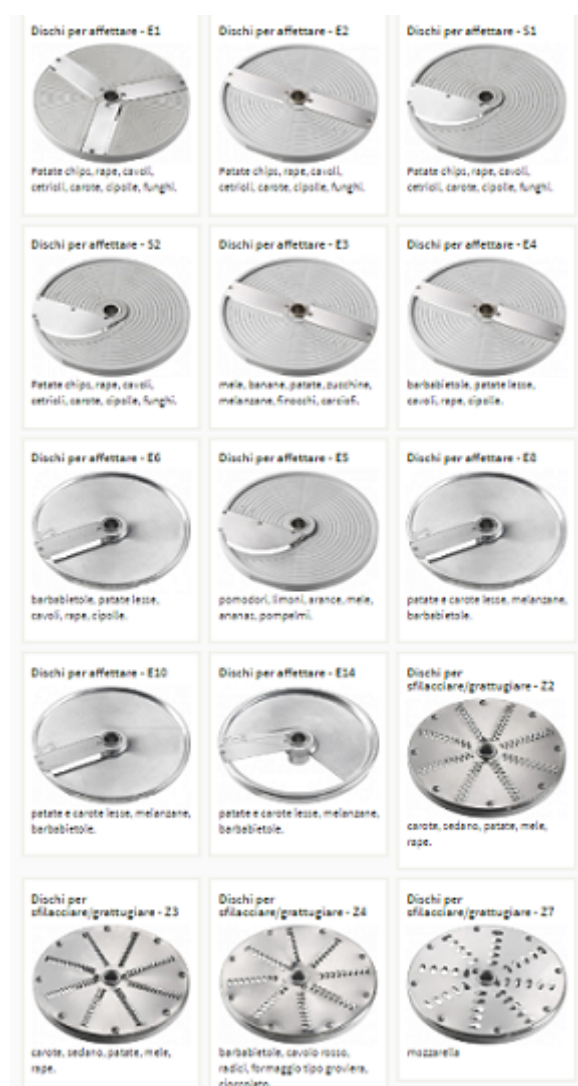 Dischi per affettare - E1
Patate chips, rape, cavoli,
cetrioli, carote, cipolle, funghi.
Dischi per affettare - E2
Patate chips, rape, cavoli,
cetrioli, carote, cipolle, funghi.
Dischi per affettare - S1
Patate chips, rape, cavoli,
cetrioli, carote, cipolle, funghi.
Dischi per affettare - S2
Patate chips, rape, cavoli,
cetrioli, carote, cipolle, funghi.
Dischi per affettare - E3
mele, banane, patate, zucchine,
melanzane, finocchi, carciofi.
Dischi per affettare - E4
barbabietole, patate lesse,
cavoli, rape, cipolle.
Dischi per affettare - E6
barbabietole, patate lesse,
cavoli, rape, cipolle.
Dischi per affettare - E5
pomodori, limoni, arance, mele,
ananas, pompelmi.
Dischi per affettare - E8
patate e carote lesse, melanzane,
barbabietole.
Dischi per affettare - E10
patate e carote lesse, melanzane,
barbabietole.
Dischi per affettare - E14
patate e carote lesse, melanzane,
barbabietole.
Dischi per
sfilacciare/grattugiare - Z2
carote, sedano, patate, mele,
rape.
Dischi per
sfilacciare/grattugiare - Z3
carote, sedano, patate, mele,
rape.
Dischi per
sfilacciare/grattugiare - Z4
barbabietole, cavolo rosso,
radici, formaggio tipo groviera,
cioccolato.
Dischi per
sfilacciare/grattugiare - Z7
mozzarella